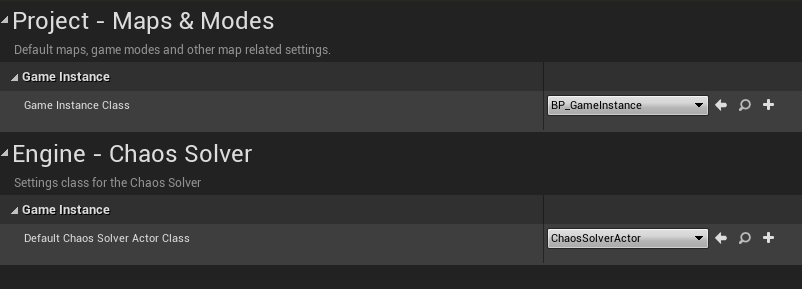 Project - Maps & Modes
Default maps, game modes and other map related settings.
Game Instance
Game Instance Class BP_GameInstance
Engine - Chaos Solver
Settings class for the Chaos Solver
Game Instance
Default Chaos Solver Actor Class ChaosSolverActor